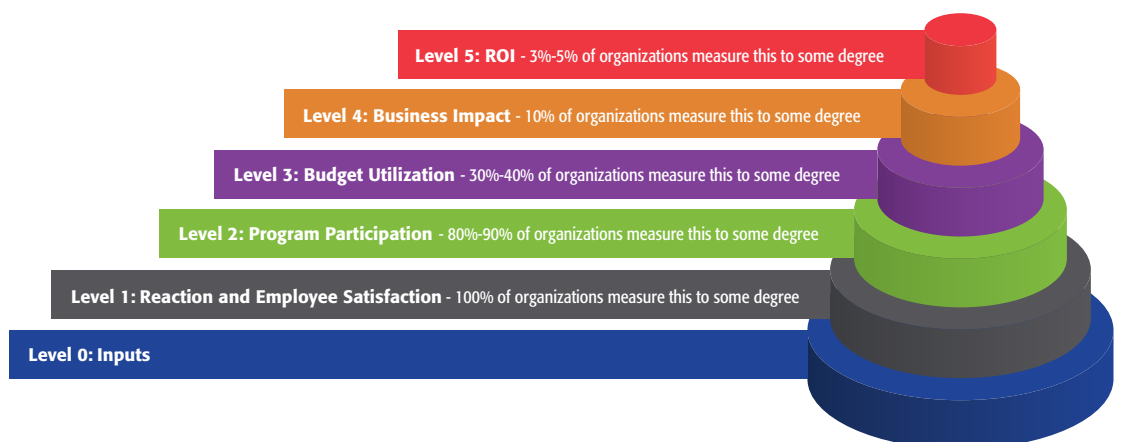 Level 5: ROI - 3%-5% of organizations measure this to some degree
Level 4: Business Impact - 10% of organizations measure this to some degree
Level 3: Budget Utilization - 30%-40% of organizations measure this to some degree
Level 2: Program Participation - 80%-90% of organizations measure this to some degree
Level 1: Reaction and Employee Satisfaction - 100% of organizations measure this to some degree
Level 0: Inputs